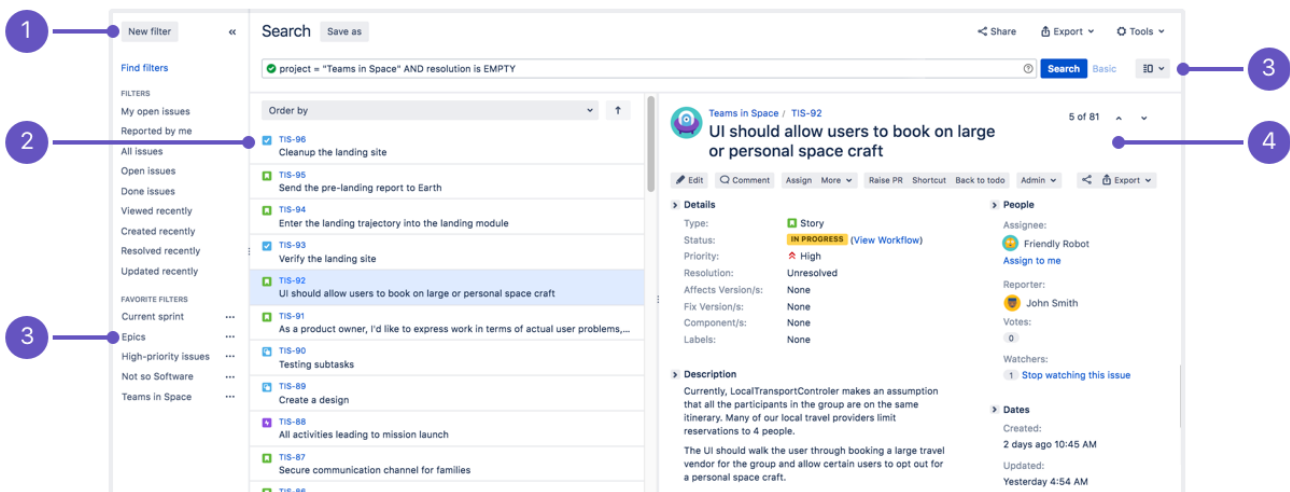 1
New filter
«
Search
Save as
Share
Export
Tools
project = "Teams in Space" AND resolution is EMPTY
Search
Basic
3
Find filters
FILTERS
My open issues
Reported by me
All issues
Open issues
Done issues
Viewed recently
Created recently
Resolved recently
Updated recently
FAVORITE FILTERS
Current sprint
Epics
High-priority issues
Not so Software
Teams in Space
2
3
Order by
TIS-96
Cleanup the landing site
TIS-95
Send the pre-landing report to Earth
TIS-94
Enter the landing trajectory into the landing module
TIS-93
Verify the landing site
TIS-92
UI should allow users to book on large or personal space craft
TIS-91
As a product owner, I'd like to express work in terms of actual user problems,...
TIS-90
Testing subtasks
TIS-89
Create a design
TIS-88
All activities leading to mission launch
TIS-87
Secure communication channel for families
TIS-86
Teams in Space / TIS-92
5 of 81
UI should allow users to book on large
or personal space craft
4
Edit Comment Assign More Raise PR Shortcut Back to todo Admin Export
Details
Type: Story
Status: IN PROGRESS (View Workflow)
Priority: High
Resolution: Unresolved
Affects Version/s: None
Fix Version/s: None
Component/s: None
Labels: None
Description
Currently, LocalTransportControler makes an assumption
that all the participants in the group are on the same
itinerary. Many of our local travel providers limit
reservations to 4 people.
The UI should walk the user through booking a large travel
vendor for the group and allow certain users to opt out for
a personal space craft.
People
Assignee:
Friendly Robot
Assign to me
Reporter:
John Smith
Votes:
0
Watchers:
1 Stop watching this issue
Dates
Created:
2 days ago 10:45 AM
Updated:
Yesterday 4:54 AM